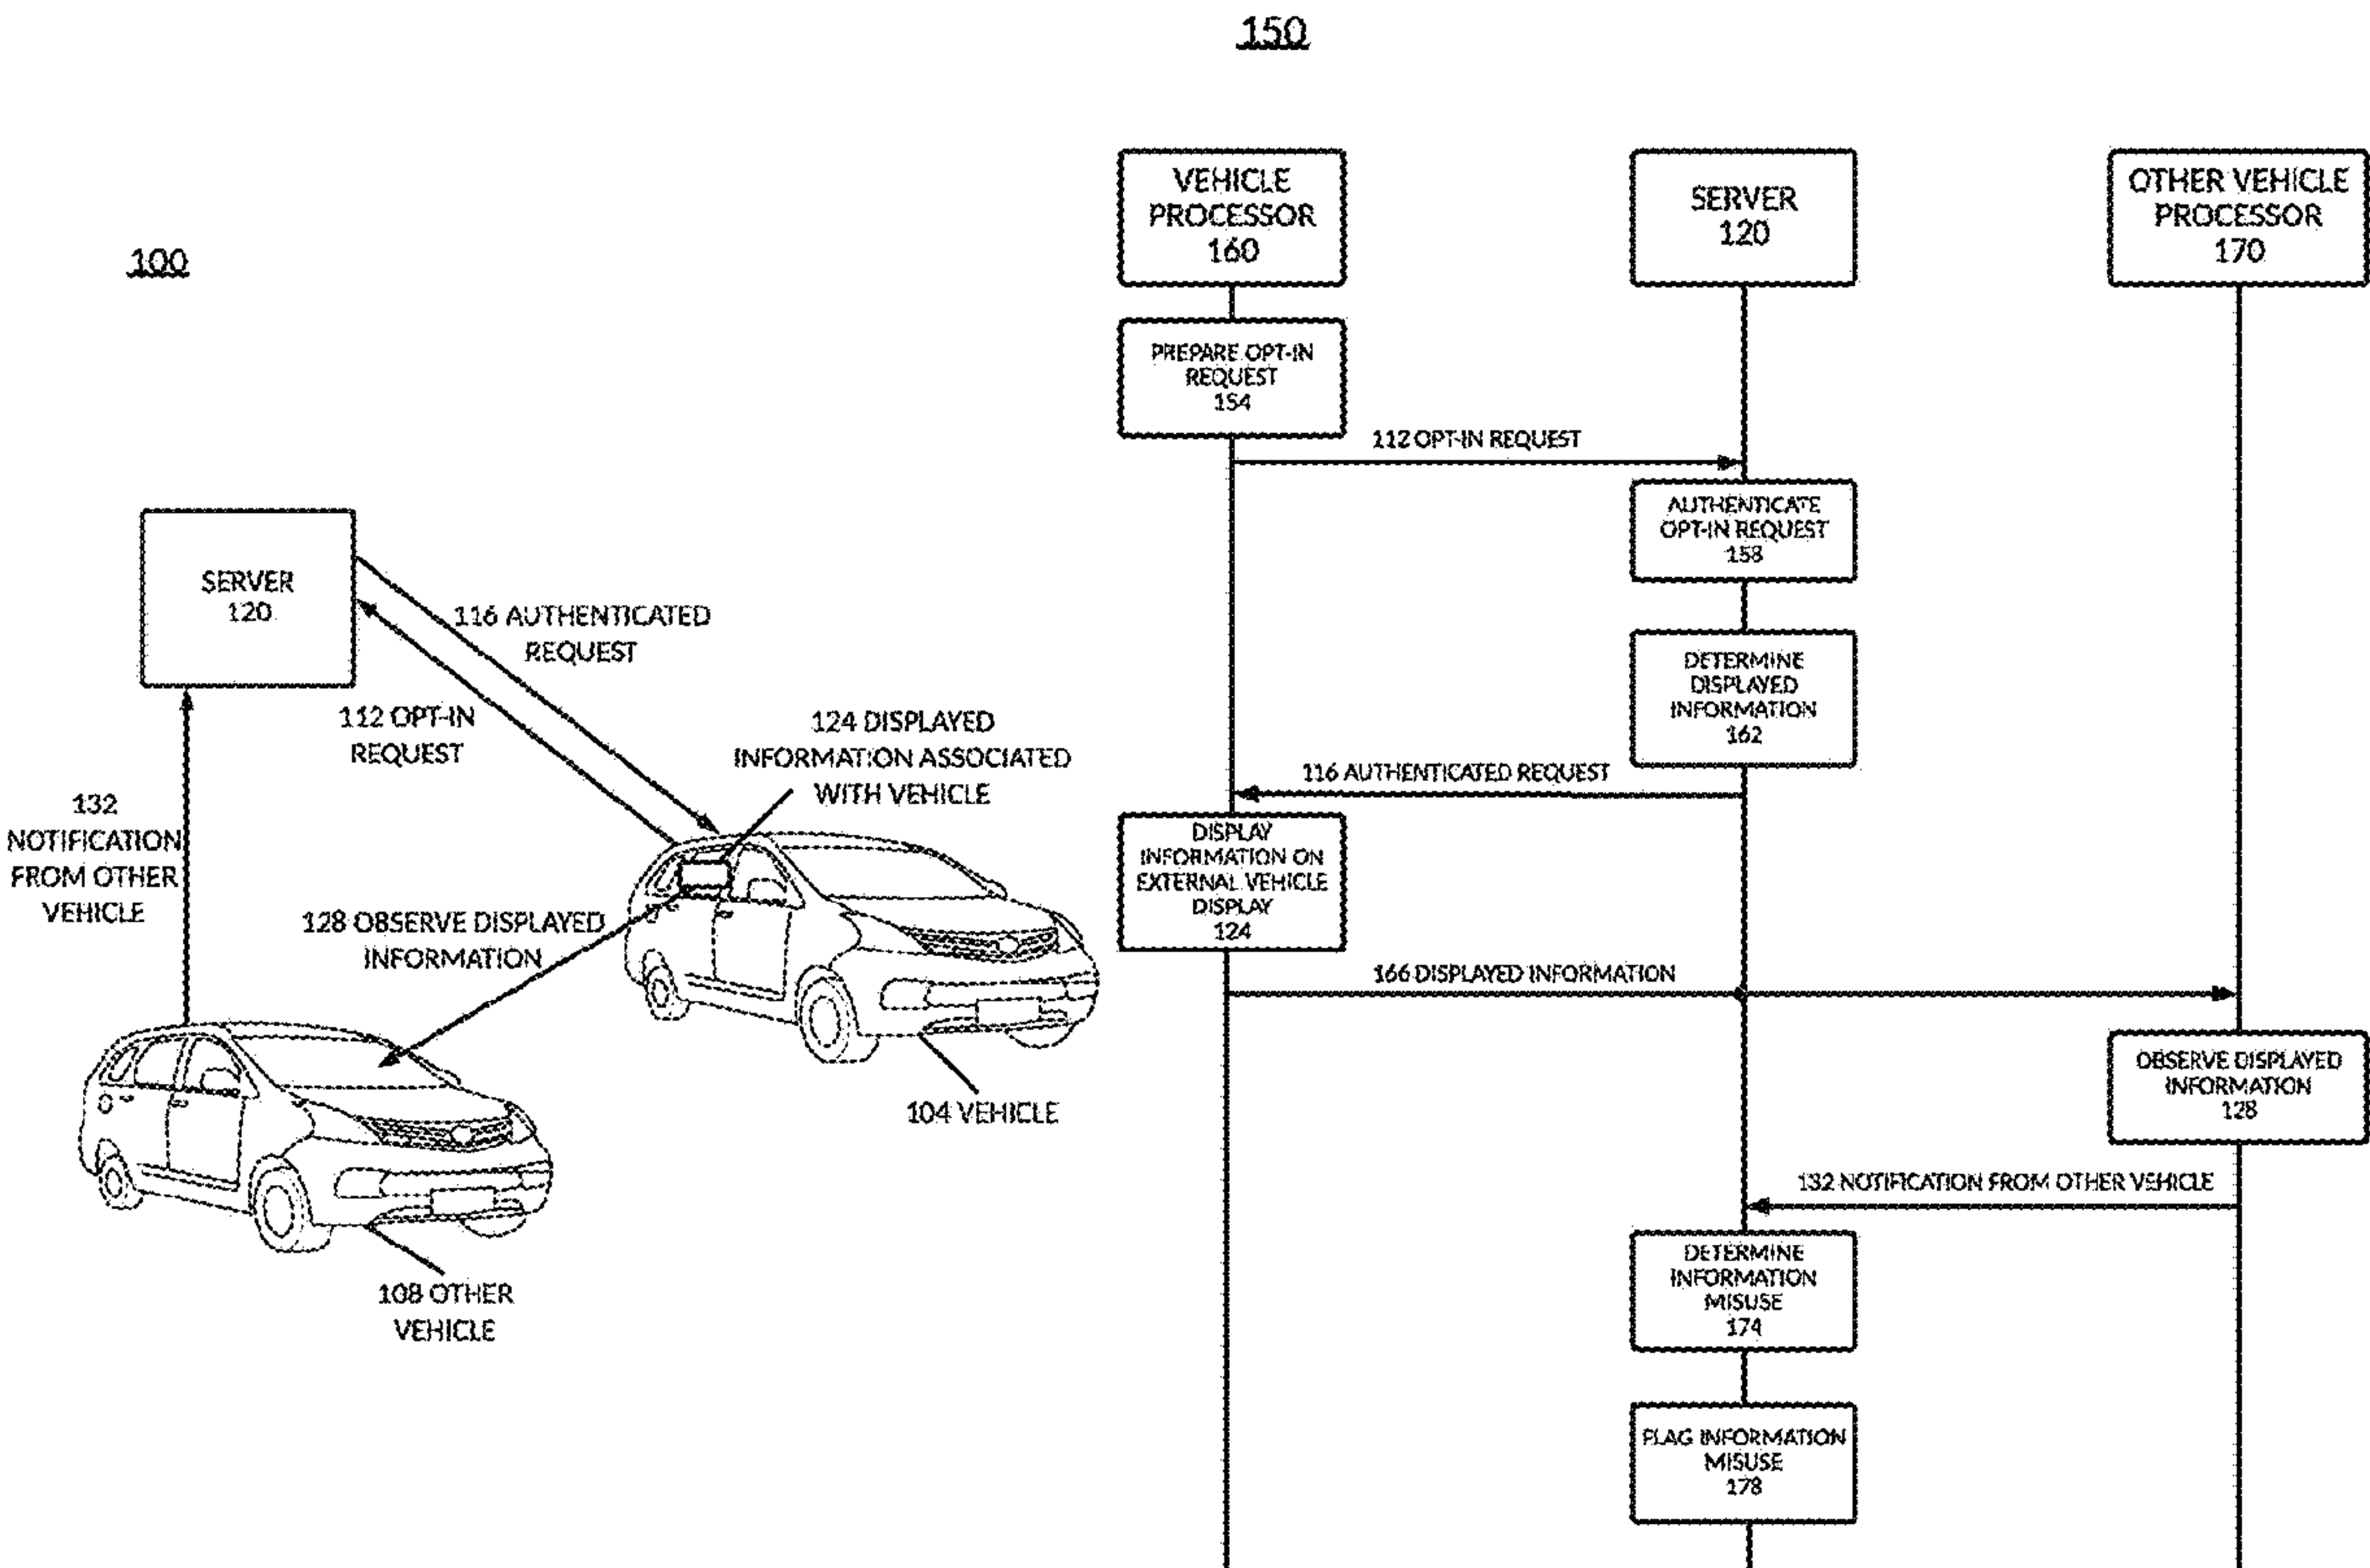 150
100
SERVER
120
116 AUTHENTICATED
REQUEST
112 OPT-IN
REQUEST
124 DISPLAYED
INFORMATION ASSOCIATED
WITH VEHICLE
132
NOTIFICATION
FROM OTHER
VEHICLE
128 OBSERVE DISPLAYED
INFORMATION
104 VEHICLE
108 OTHER
VEHICLE
VEHICLE
PROCESSOR
160
SERVER
120
OTHER VEHICLE
PROCESSOR
170
PREPARE OPT-IN
REQUEST
154
112 OPT-IN REQUEST
AUTHENTICATE
OPT-IN REQUEST
158
DETERMINE
DISPLAYED
INFORMATION
162
116 AUTHENTICATED REQUEST
DISPLAY
INFORMATION ON
EXTERNAL VEHICLE
DISPLAY
124
166 DISPLAYED INFORMATION
OBSERVE DISPLAYED
INFORMATION
128
132 NOTIFICATION FROM OTHER VEHICLE
DETERMINE
INFORMATION
MISUSE
174
FLAG INFORMATION
MISUSE
178